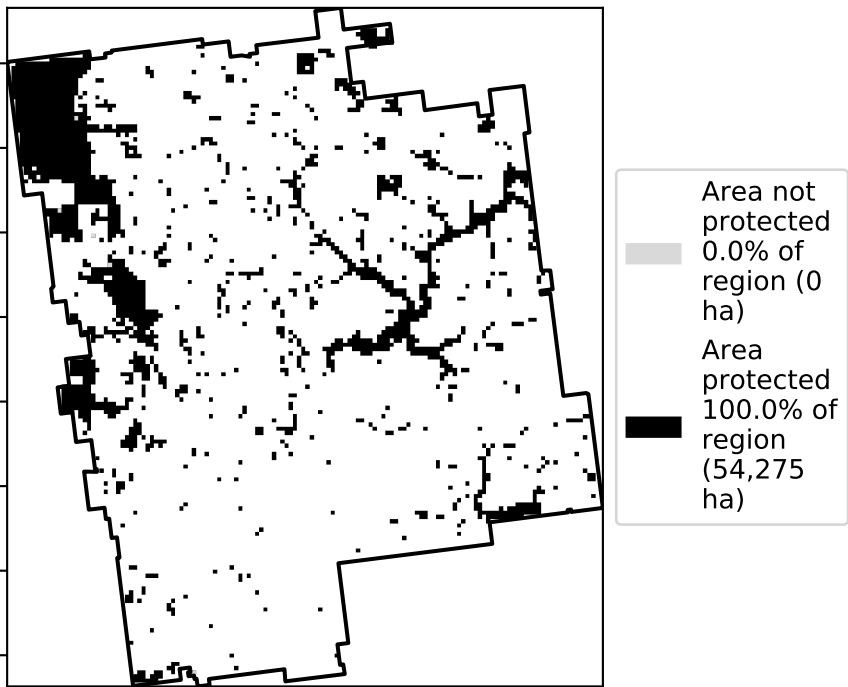 Area not
protected
0.0% of
region (0
ha)
Area
protected
100.0% of
region
(54,275
ha)